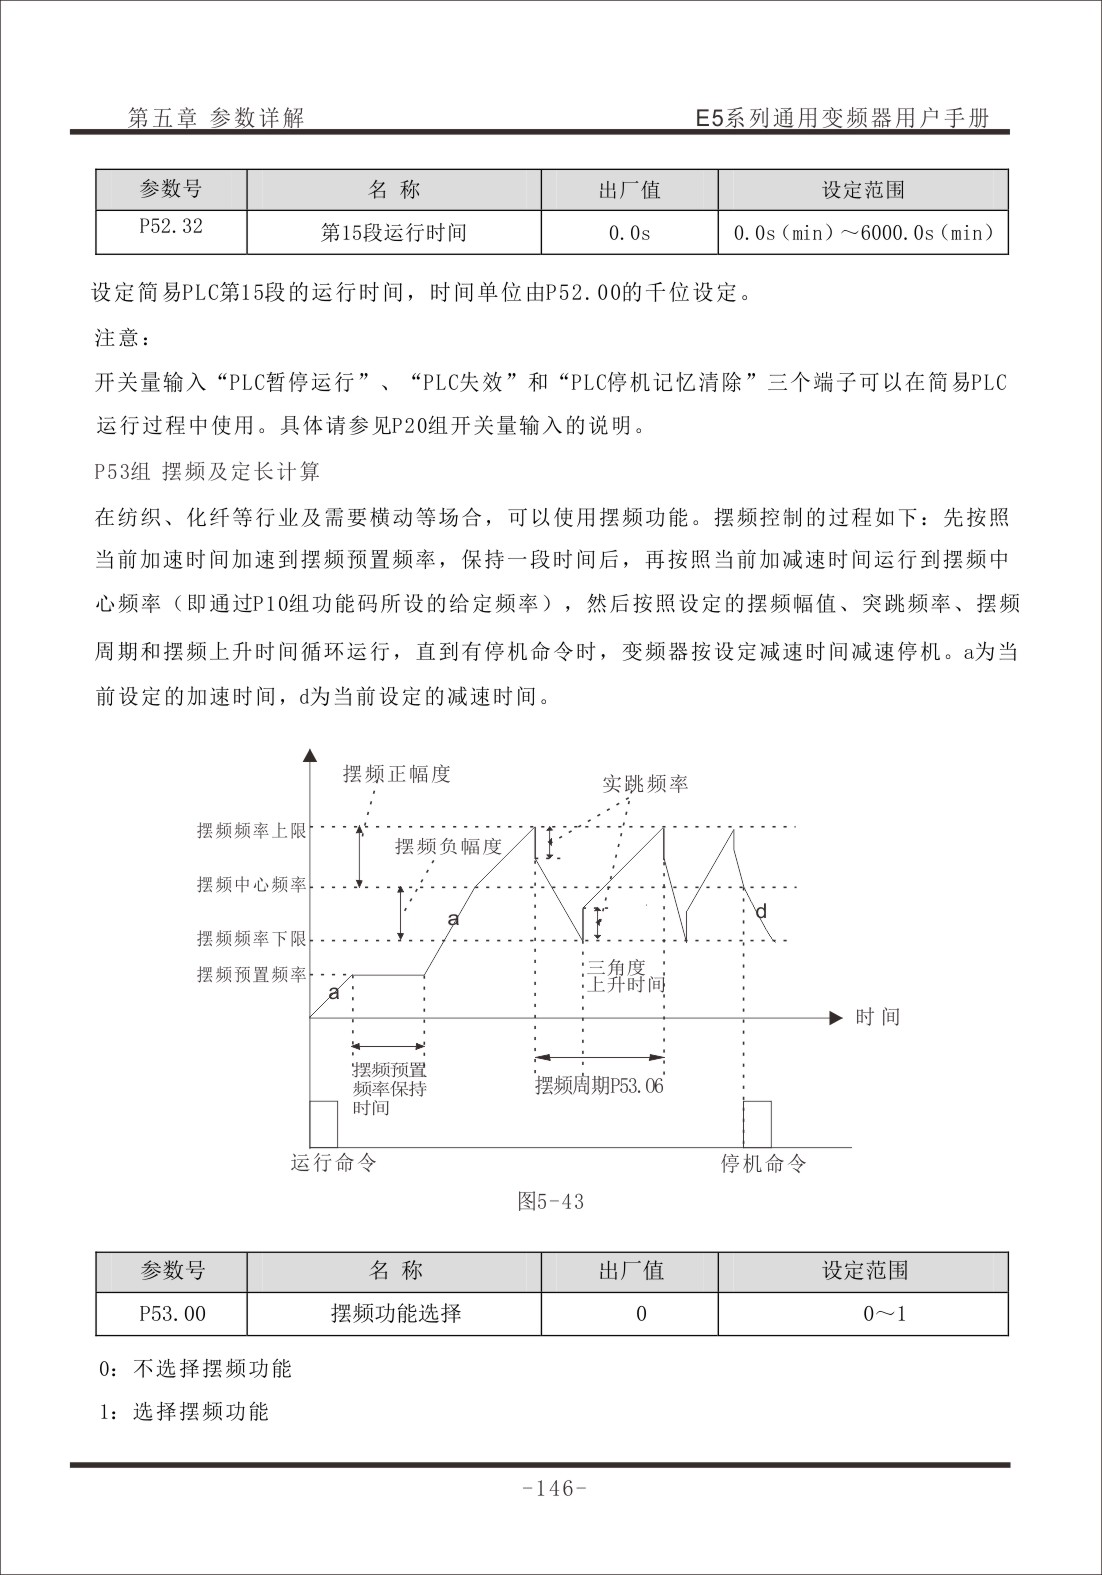 第五章 参数详解 E5系列通用变频器用户手册
参数号 名 称 出厂值 设定范围
P52.32 第15段运行时间 0.0s 0.0s(min)～6000.0s(min)
设定简易PLC第15段的运行时间，时间单位由P52.00的千位设定。
注意：
开关量输入“PLC暂停运行”、“PLC失效”和“PLC停机记忆清除”三个端子可以在简易PLC
运行过程中使用。具体请参见P20组开关量输入的说明。
P53组 摆频及定长计算
在纺织、化纤等行业及需要横动等场合，可以使用摆频功能。摆频控制的过程如下：先按照
当前加速时间加速到摆频预置频率，保持一段时间后，再按照当前加减速时间运行到摆频中
心频率（即通过P10组功能码所设的给定频率），然后按照设定的摆频幅值、突跳频率、摆频
周期和摆频上升时间循环运行，直到有停机命令时，变频器按设定减速时间减速停机。a为当
前设定的加速时间，d为当前设定的减速时间。
摆频正幅度
实跳频率
摆频频率上限
摆频负幅度
摆频中心频率
a
d
摆频频率下限
三角度
上升时间
摆频预置频率
a
时间
摆频预置
频率保持
时间
摆频周期P53.06
运行命令
停机命令
图5-43
参数号 名 称 出厂值 设定范围
P53.00 摆频功能选择 0 0～1
0：不选择摆频功能
1：选择摆频功能
-146-